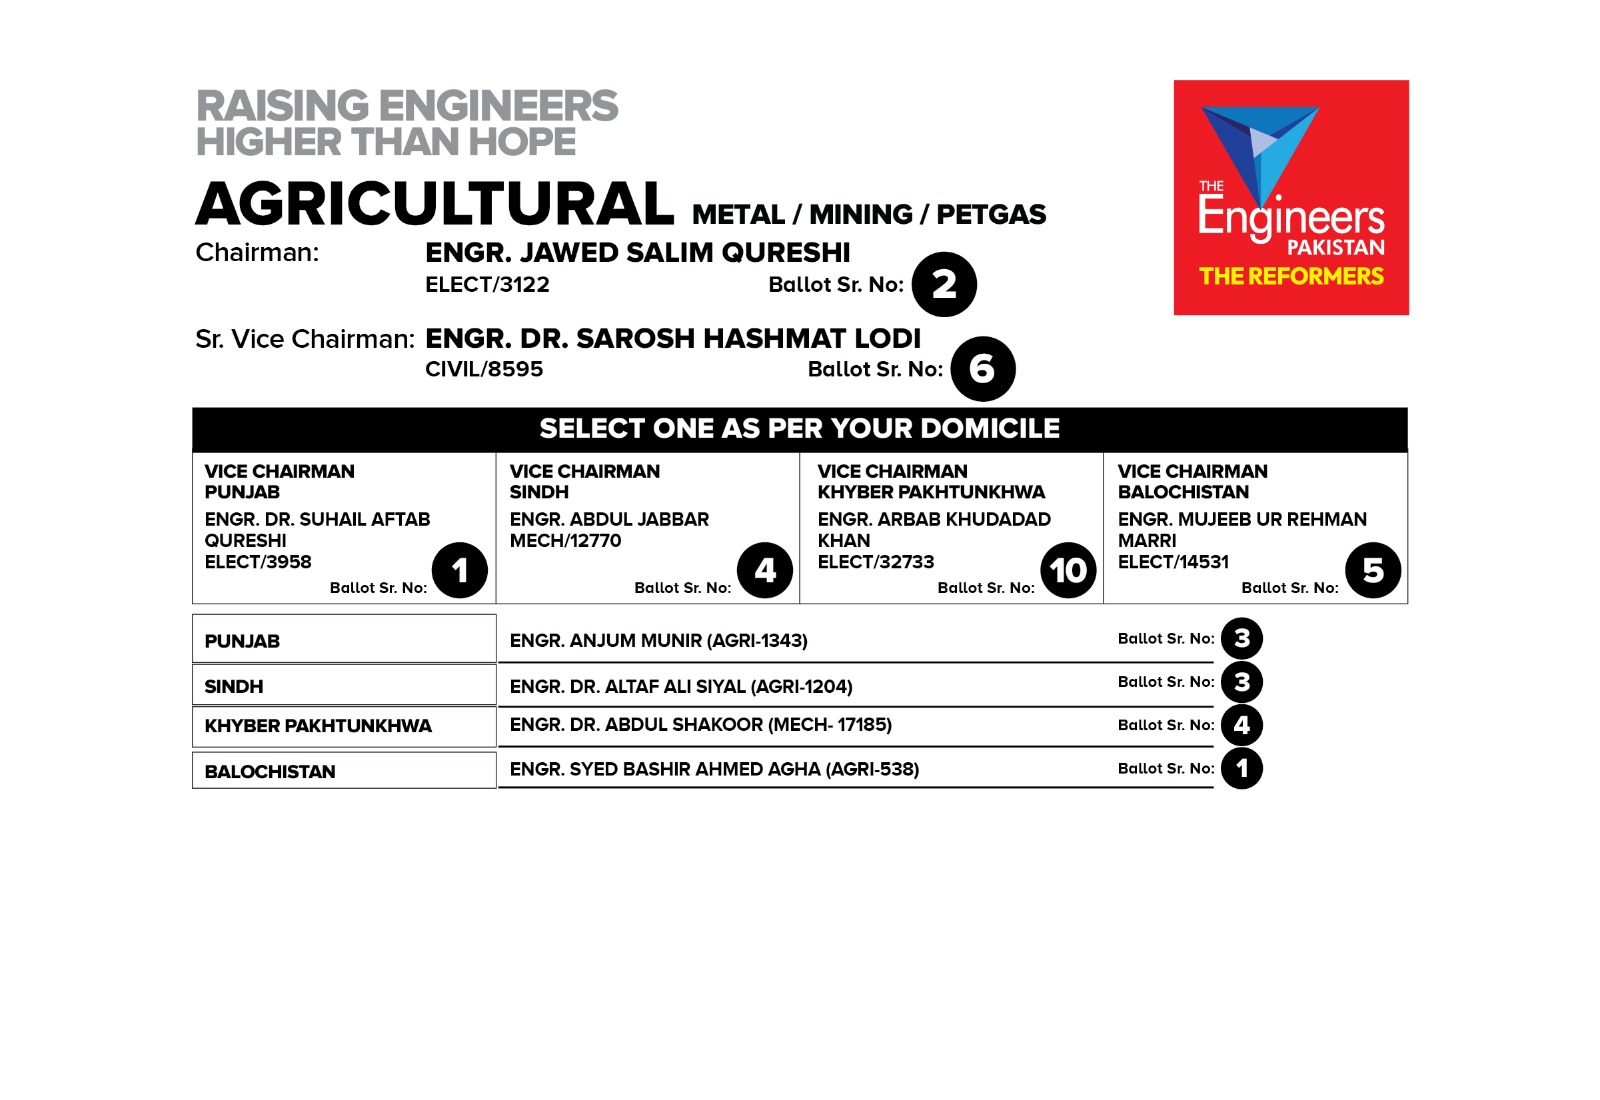 RAISING ENGINEERS
HIGHER THAN HOPE
AGRICULTURAL METAL / MINING / PETGAS
Chairman: ENGR. JAWED SALIM QURESHI
ELECT/3122 Ballot Sr. No: 2
Sr. Vice Chairman: ENGR. DR. SAROSH HASHMAT LODI
CIVIL/8595 Ballot Sr. No: 6
THE
Engineers
PAKISTAN
THE REFORMERS
SELECT ONE AS PER YOUR DOMICILE
VICE CHAIRMAN
PUNJAB
ENGR. DR. SUHAIL AFTAB
QURESHI
ELECT/3958
Ballot Sr. No: 1
VICE CHAIRMAN
SINDH
ENGR. ABDUL JABBAR
MECH/12770
Ballot Sr. No: 4
VICE CHAIRMAN
KHYBER PAKHTUNKHWA
ENGR. ARBAB KHUDADAD
KHAN
ELECT/32733
Ballot Sr. No: 10
VICE CHAIRMAN
BALOCHISTAN
ENGR. MUJEEB UR REHMAN
MARRI
ELECT/14531
Ballot Sr. No: 5
PUNJAB ENGR. ANJUM MUNIR (AGRI-1343) Ballot Sr. No: 3
SINDH ENGR. DR. ALTAF ALI SIYAL (AGRI-1204) Ballot Sr. No: 3
KHYBER PAKHTUNKHWA ENGR. DR. ABDUL SHAKOOR (MECH- 17185) Ballot Sr. No: 4
BALOCHISTAN ENGR. SYED BASHIR AHMED AGHA (AGRI-538) Ballot Sr. No: 1